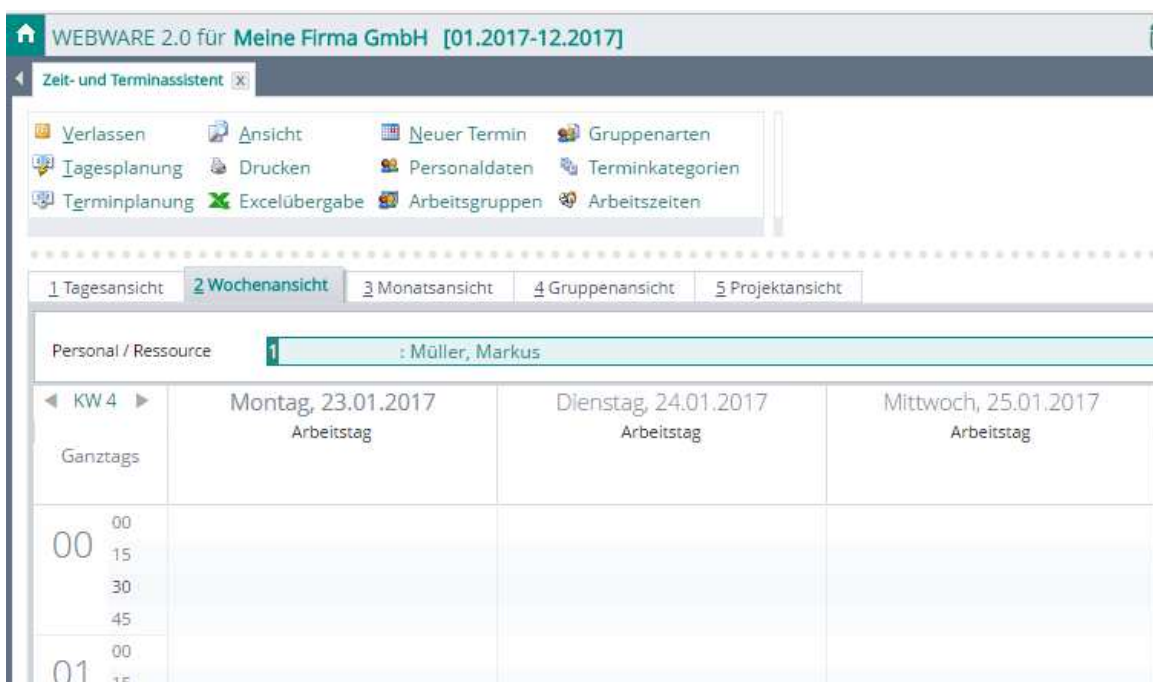 WEBWARE 2.0 für Meine Firma GmbH [01.2017-12.2017]
Zeit- und Terminassistent x
Verlassen Ansicht Neuer Termin Gruppenarten
Tagesplanung Drucken Personaldaten Terminkategorien
Terminplanung Excelübergabe Arbeitsgruppen Arbeitszeiten
1 Tagesansicht 2 Wochenansicht 3 Monatsansicht 4 Gruppenansicht 5 Projektansicht
Personal / Ressource 1 : Müller, Markus
KW 4 Montag, 23.01.2017 Dienstag, 24.01.2017 Mittwoch, 25.01.2017
Arbeitstag Arbeitstag Arbeitstag
Ganztags
00 00
15
30
45
01 00
15